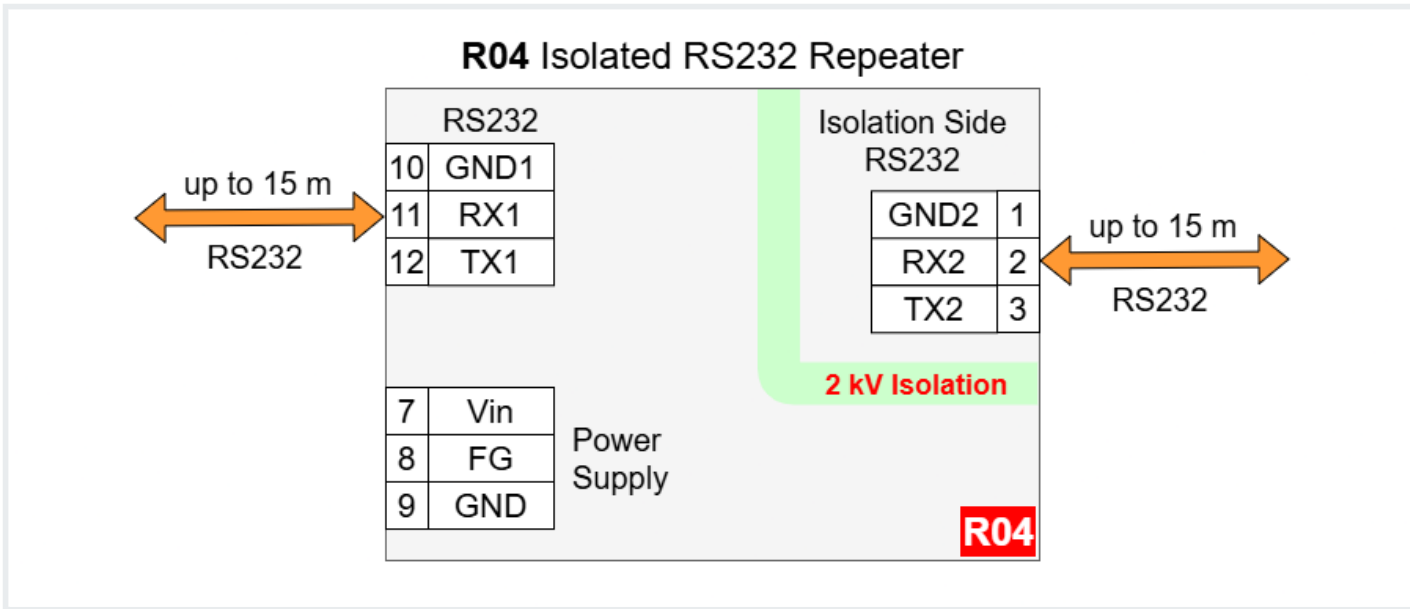 R04 Isolated RS232 Repeater
RS232
10 GND1
11 RX1
12 TX1
up to 15 m
RS232
Isolation Side
RS232
GND2 1
RX2 2
TX2 3
up to 15 m
RS232
2 kV Isolation
7 Vin
8 FG
9 GND
Power
Supply
R04